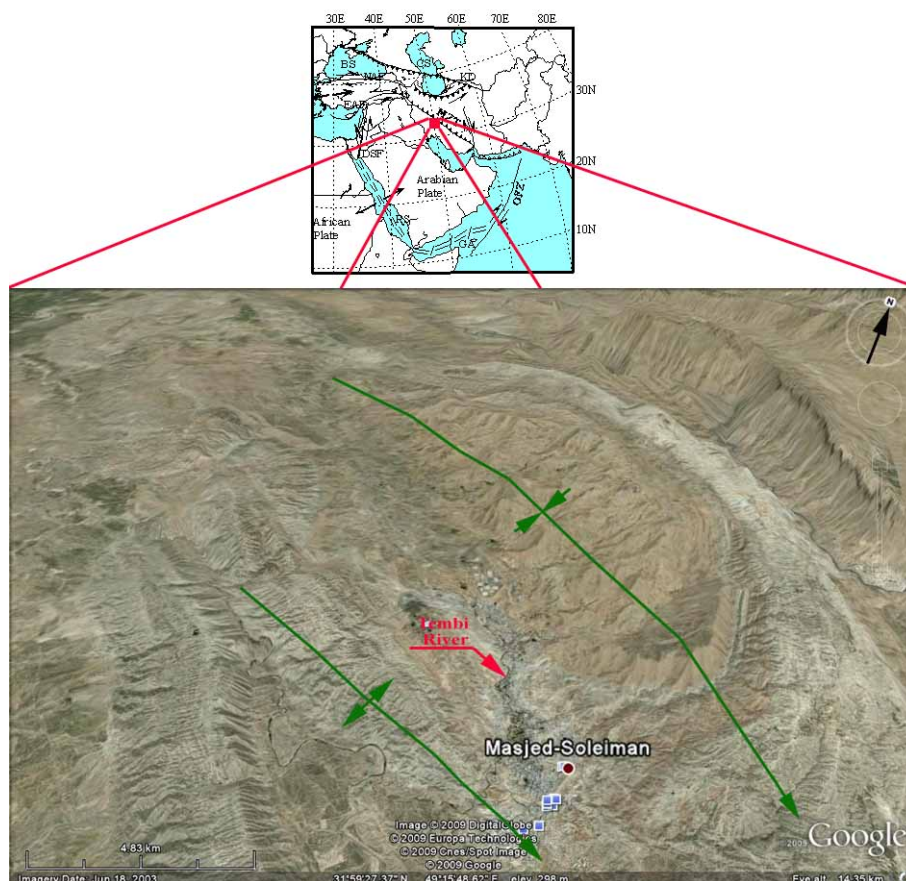 30E 40E 50E 60E 70E 80E
BS
CS
NAF
KD
EAF
30N
DSF
20N
Arabian
Plate
OFZ
African
Plate
RS
GA
10N
N
Tembi
River
Masjed-Soleiman
Image © 2009 DigitalGlobe
© 2009 Europa Technologies
© 2009 Cnes/Spot Image
© 2009 Google
2009 Google
4.83 km
Imagery Date: Jun 18, 2003
31°59'27.37" N 49°15'48.62" E elev 298 m
Eye alt 14.35 km